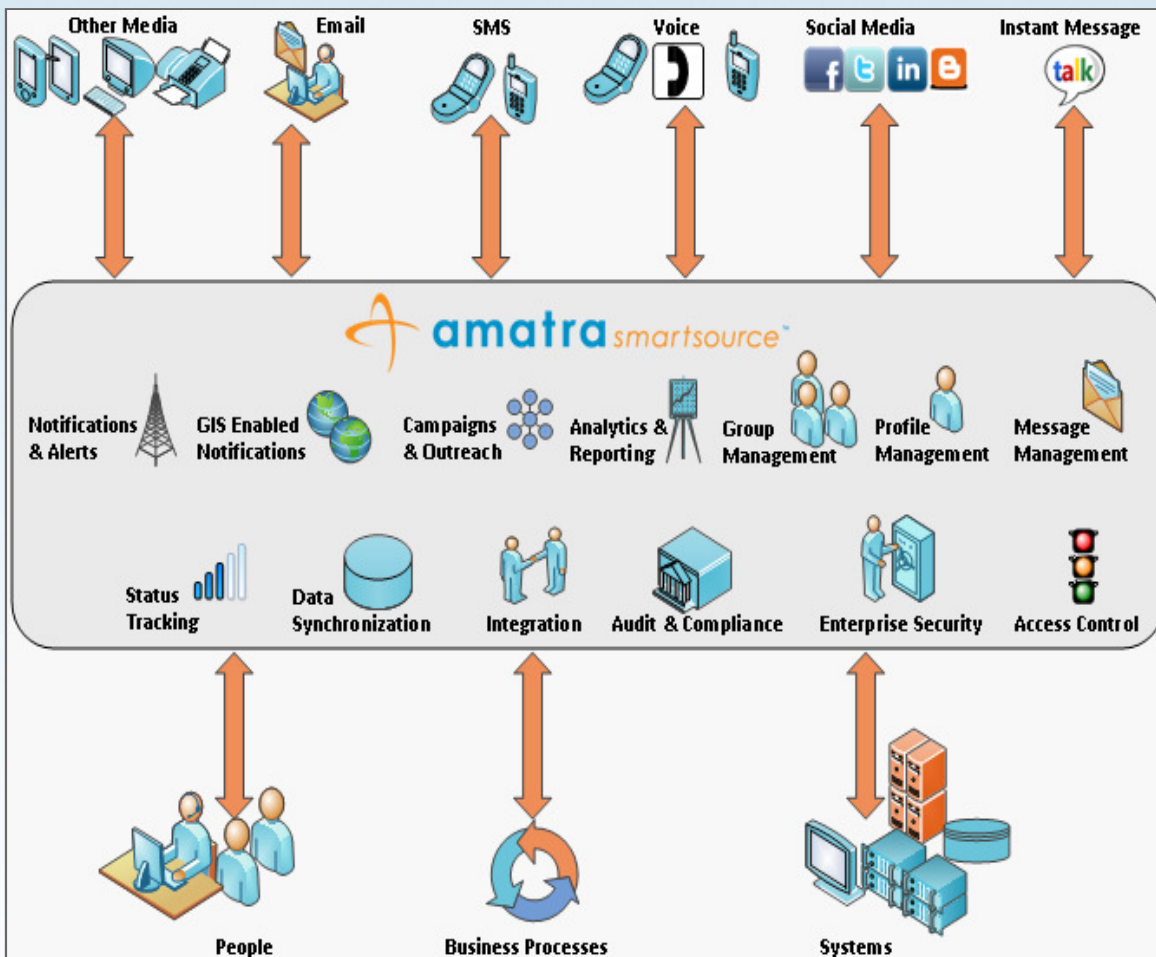 Other Media
Email
SMS
Voice
Social Media
Instant Message
f
t
in
B
talk
amatra smartsource™
Notifications
& Alerts
GIS Enabled
Notifications
Campaigns
& Outreach
Analytics &
Reporting
Group
Management
Profile
Management
Message
Management
Status
Tracking
Data
Synchronization
Integration
Audit & Compliance
Enterprise Security
Access Control
People
Business Processes
Systems